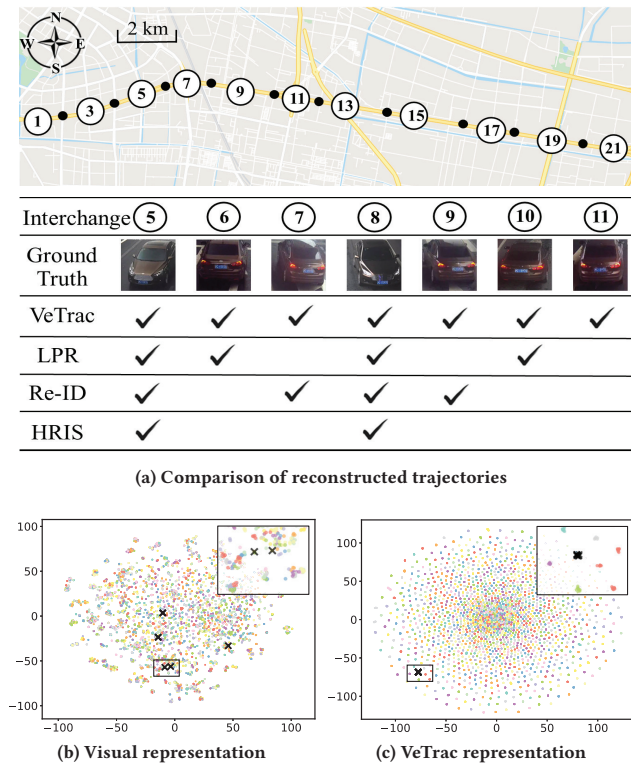 N
W E
S
2 km
1 3 5 7 9 11 13 15 17 19 21
Interchange 5 6 7 8 9 10 11
Ground
Truth
VeTrac
LPR
Re-ID
HRIS
(a) Comparison of reconstructed trajectories
100
50
0
−50
−100
−100 −50 0 50 100
(b) Visual representation
100
50
0
−50
−100
−100 −50 0 50 100
(c) VeTrac representation